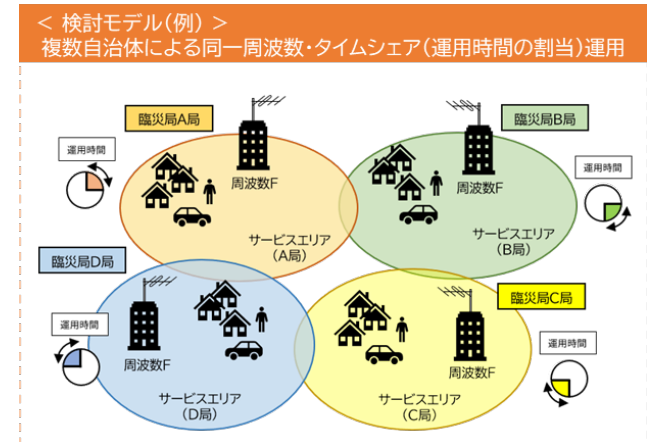 < 検討モデル(例) >
複数自治体による同一周波数・タイムシェア(運用時間の割当)運用
臨災局A局
臨災局B局
運用時間
周波数F
周波数F
運用時間
サービスエリア
(A局)
サービスエリア
(B局)
臨災局D局
臨災局C局
運用時間
周波数F
周波数F
運用時間
サービスエリア
(D局)
サービスエリア
(C局)